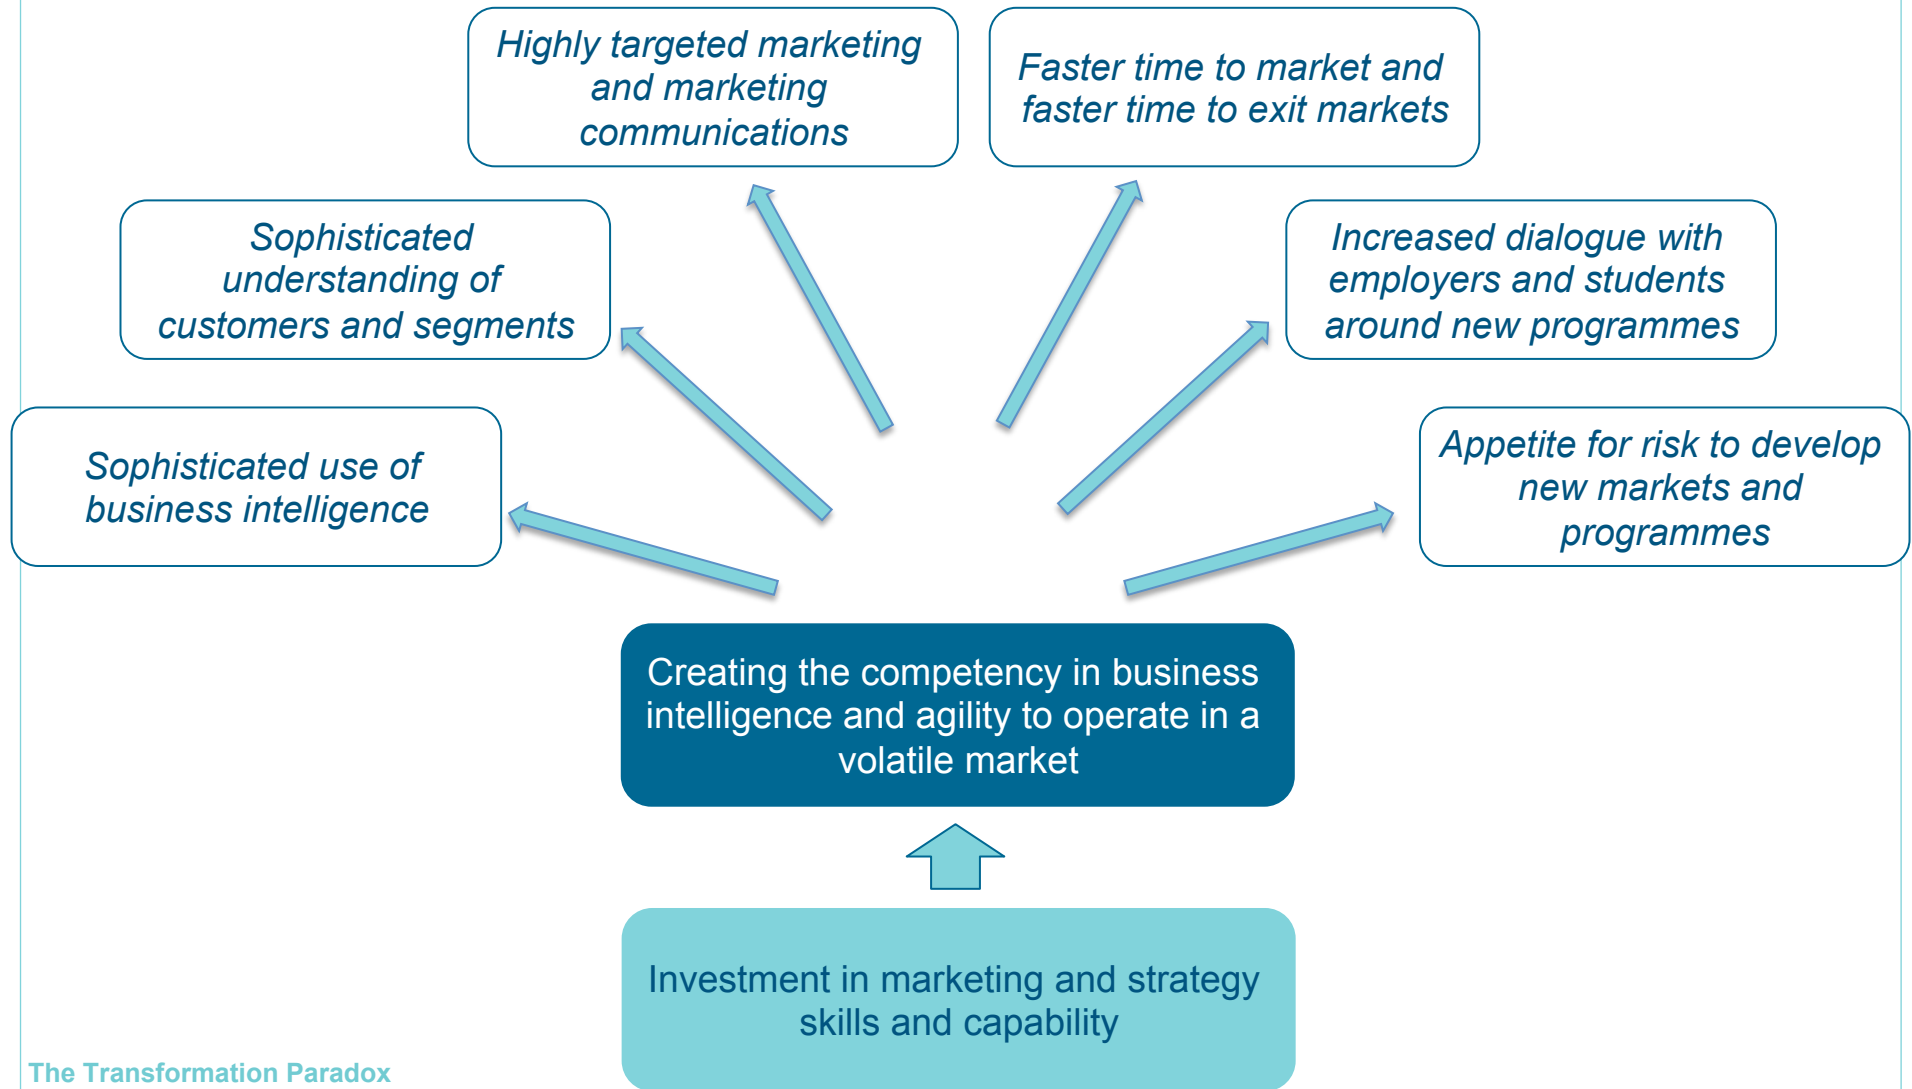 Highly targeted marketing
and marketing
communications
Faster time to market and
faster time to exit markets
Sophisticated
understanding of
customers and segments
Increased dialogue with
employers and students
around new programmes
Sophisticated use of
business intelligence
Appetite for risk to develop
new markets and
programmes
Creating the competency in business
intelligence and agility to operate in a
volatile market
Investment in marketing and strategy
skills and capability
The Transformation Paradox